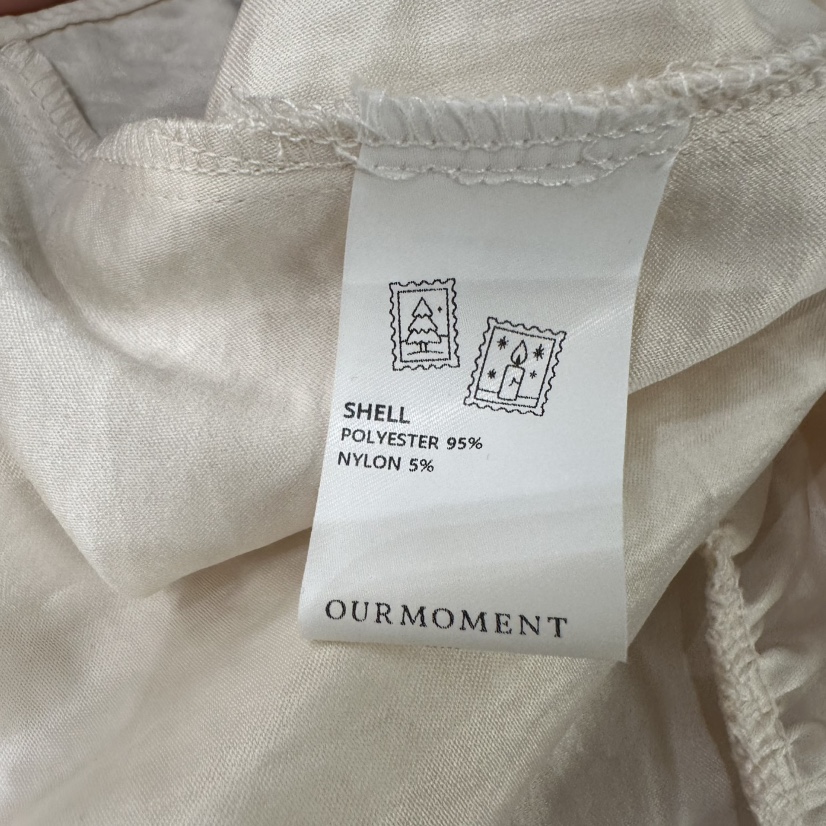 SHELL
POLYESTER 95%
NYLON 5%
OURMOMENT